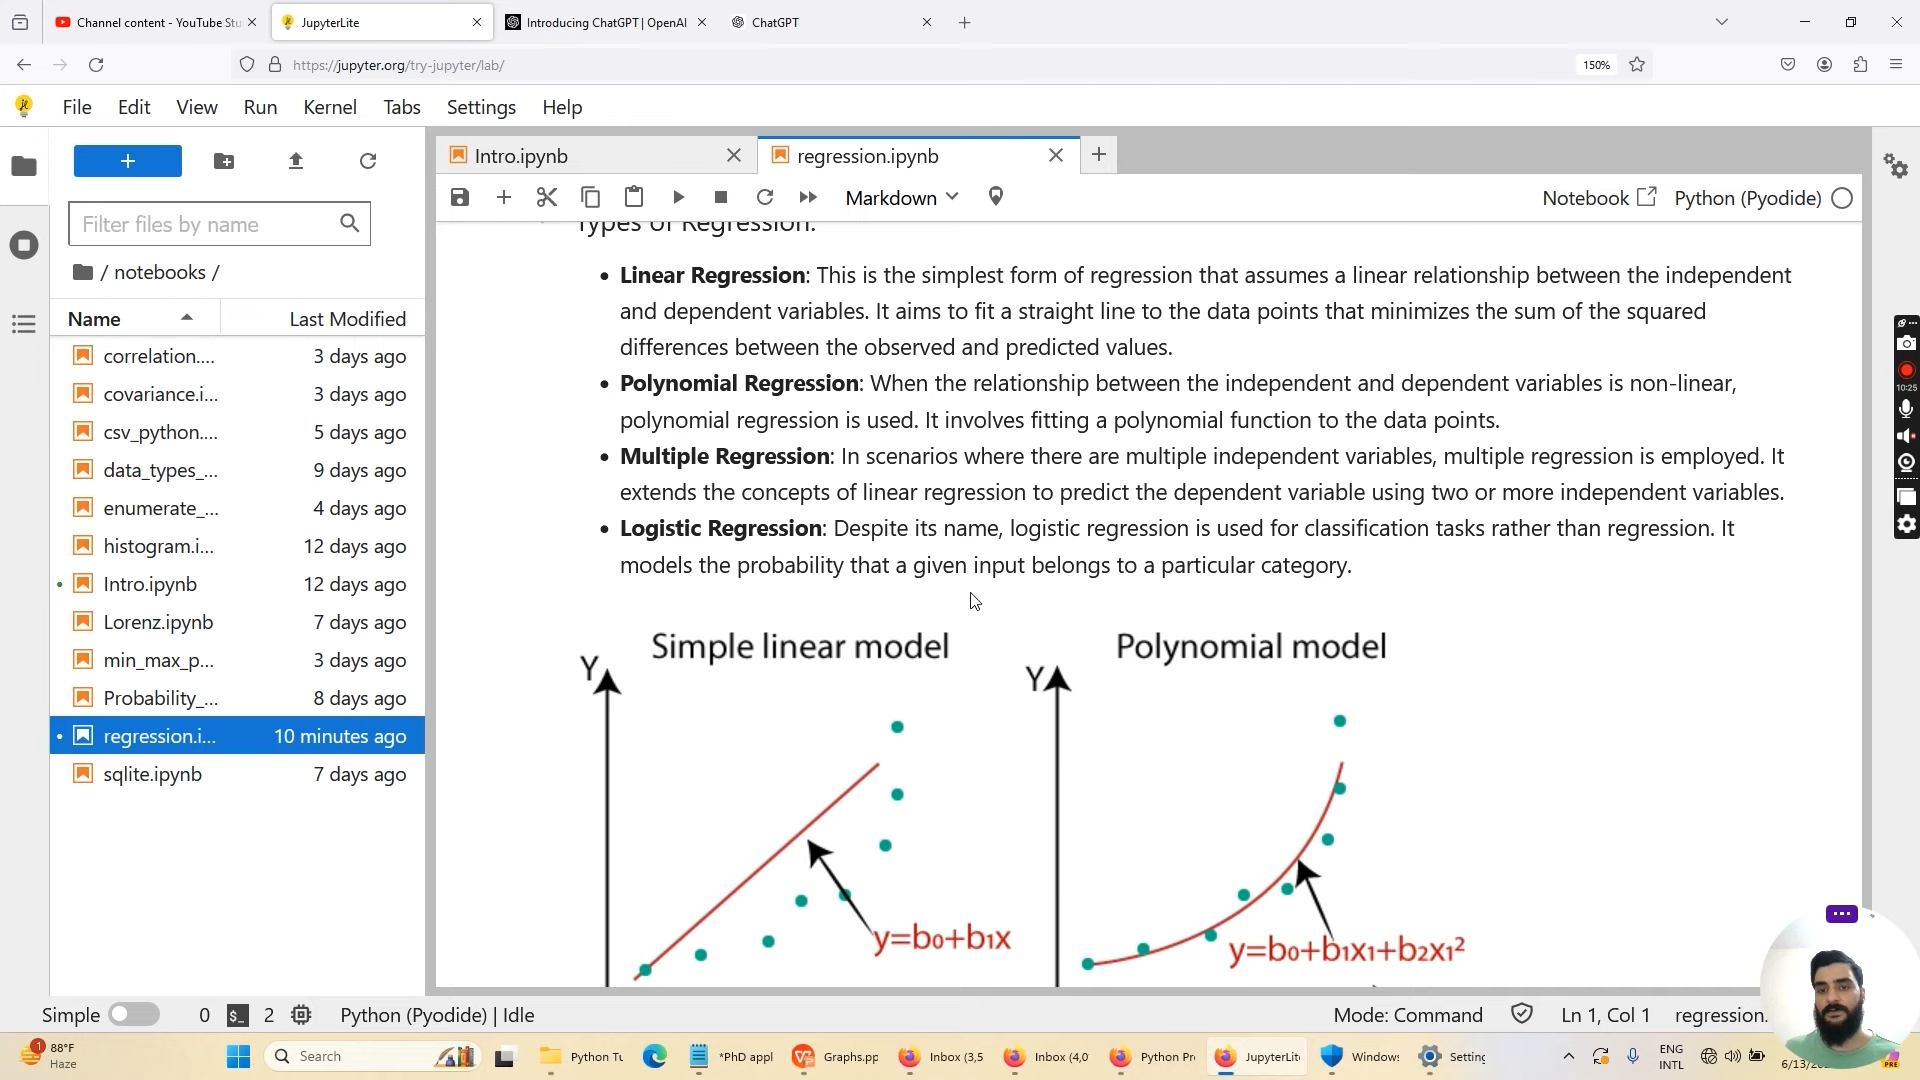 Channel content - YouTube Stu
JupyterLite
Introducing ChatGPT | OpenAI
ChatGPT
https://jupyter.org/try-jupyter/lab/
150%
File Edit View Run Kernel Tabs Settings Help
Intro.ipynb
regression.ipynb
Markdown
Notebook
Python (Pyodide)
Filter files by name
/ notebooks /
Name
Last Modified
correlation.... 3 days ago
covariance.i... 3 days ago
csv_python.... 5 days ago
data_types_... 9 days ago
enumerate_... 4 days ago
histogram.i... 12 days ago
Intro.ipynb 12 days ago
Lorenz.ipynb 7 days ago
min_max_p... 3 days ago
Probability_... 8 days ago
regression.i... 10 minutes ago
sqlite.ipynb 7 days ago
Types of Regression:
• Linear Regression: This is the simplest form of regression that assumes a linear relationship between the independent
and dependent variables. It aims to fit a straight line to the data points that minimizes the sum of the squared
differences between the observed and predicted values.
• Polynomial Regression: When the relationship between the independent and dependent variables is non-linear,
polynomial regression is used. It involves fitting a polynomial function to the data points.
• Multiple Regression: In scenarios where there are multiple independent variables, multiple regression is employed. It
extends the concepts of linear regression to predict the dependent variable using two or more independent variables.
• Logistic Regression: Despite its name, logistic regression is used for classification tasks rather than regression. It
models the probability that a given input belongs to a particular category.
Simple linear model
Y
y=b₀+b₁x
Polynomial model
Y
y=b₀+b₁x₁+b₂x₁²
10:25
Simple
0
2
Python (Pyodide) | Idle
Mode: Command
Ln 1, Col 1
regression.
1
88°F
Haze
Search
Python Tu
*PhD appl
Graphs.pp
Inbox (3,5
Inbox (4,0
Python Pr
JupyterLite
Windows
Setting
ENG
INTL
PRE